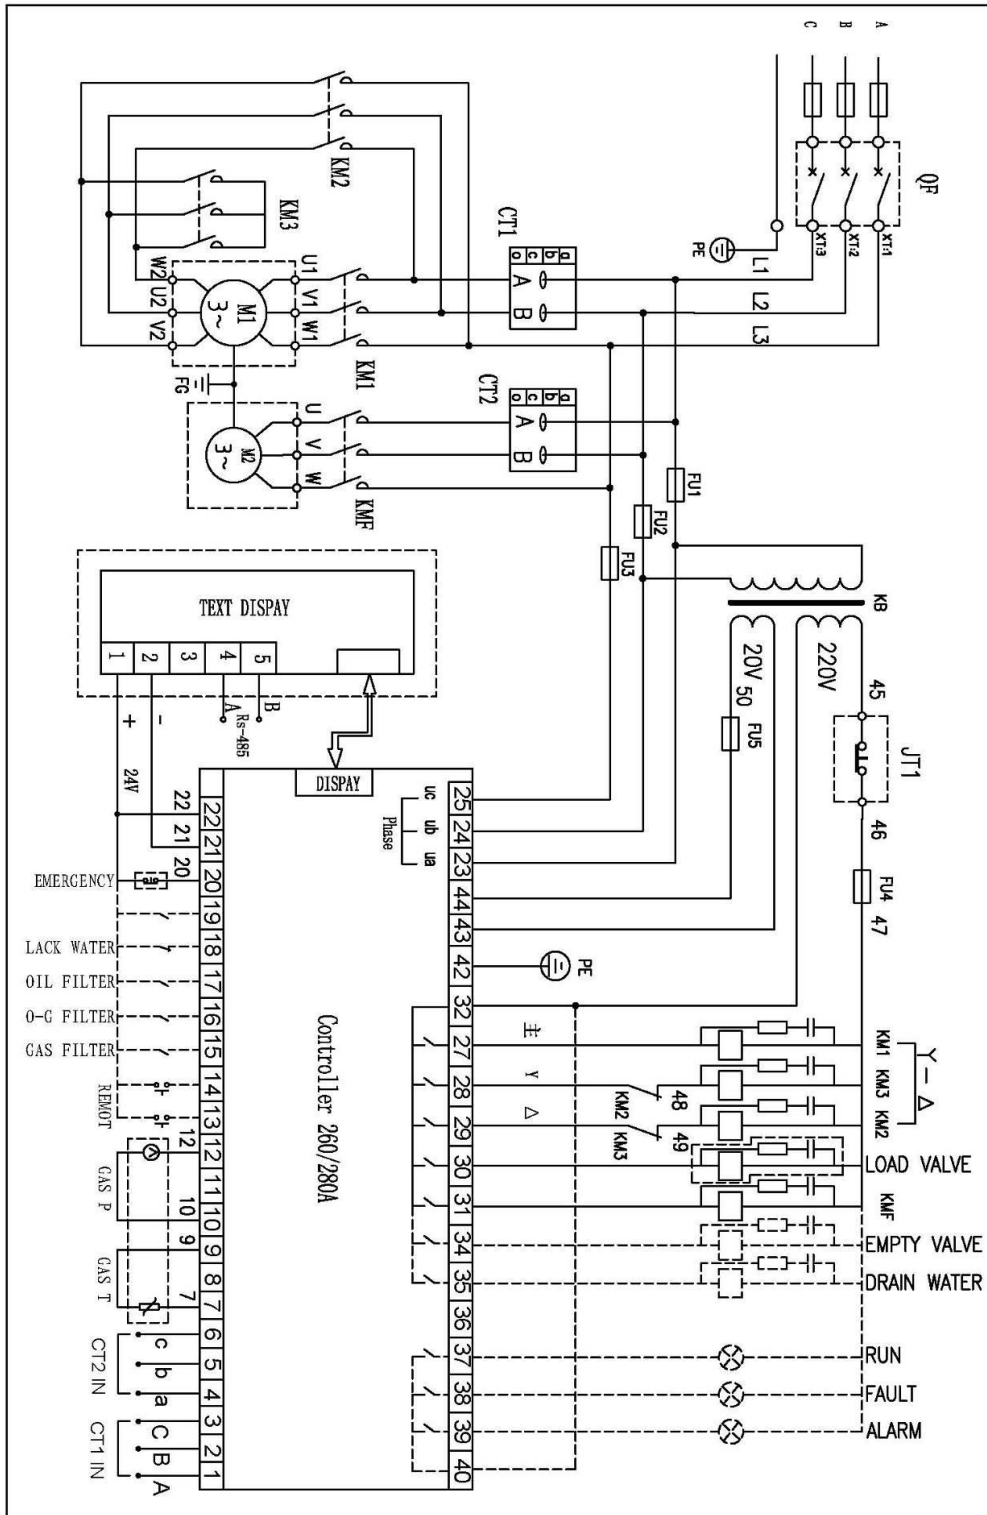 C
B
A
QF
XT:3
XT:2
XT:1
PE
L1
L2
L3
KM2
KM3
CT1
o
c
b
a
A
B
W2
U2
V2
M1
3~
U1
V1
W1
KM1
FG
CT2
o
c
b
a
A
B
U
V
W
M2
3~
KMF
FU1
FU2
FU3
KB
20V
220V
50
45
FU5
JT1
46
FU4
47
TEXT DISPAY
1
2
3
4
5
+
-
A
B
Rs-485
24V
DISPAY
uc
ub
ua
Phase
22
21
20
22
21
20
19
18
17
16
15
14
13
12
11
10
9
8
7
6
5
4
3
2
1
12
10
9
7
EMERGENCY
LACK WATER
OIL FILTER
O-G FILTER
GAS FILTER
REMOT
GAS P
GAS T
c
b
a
CT2 IN
C
B
A
CT1 IN
Controller 260/280A
25
24
23
44
43
42
32
27
28
29
30
31
34
35
36
37
38
39
40
PE
主
Y
△
KM2
48
KM3
49
KM1
KM3
KM2
Y-△
LOAD VALVE
KMF
EMPTY VALVE
DRAIN WATER
RUN
FAULT
ALARM